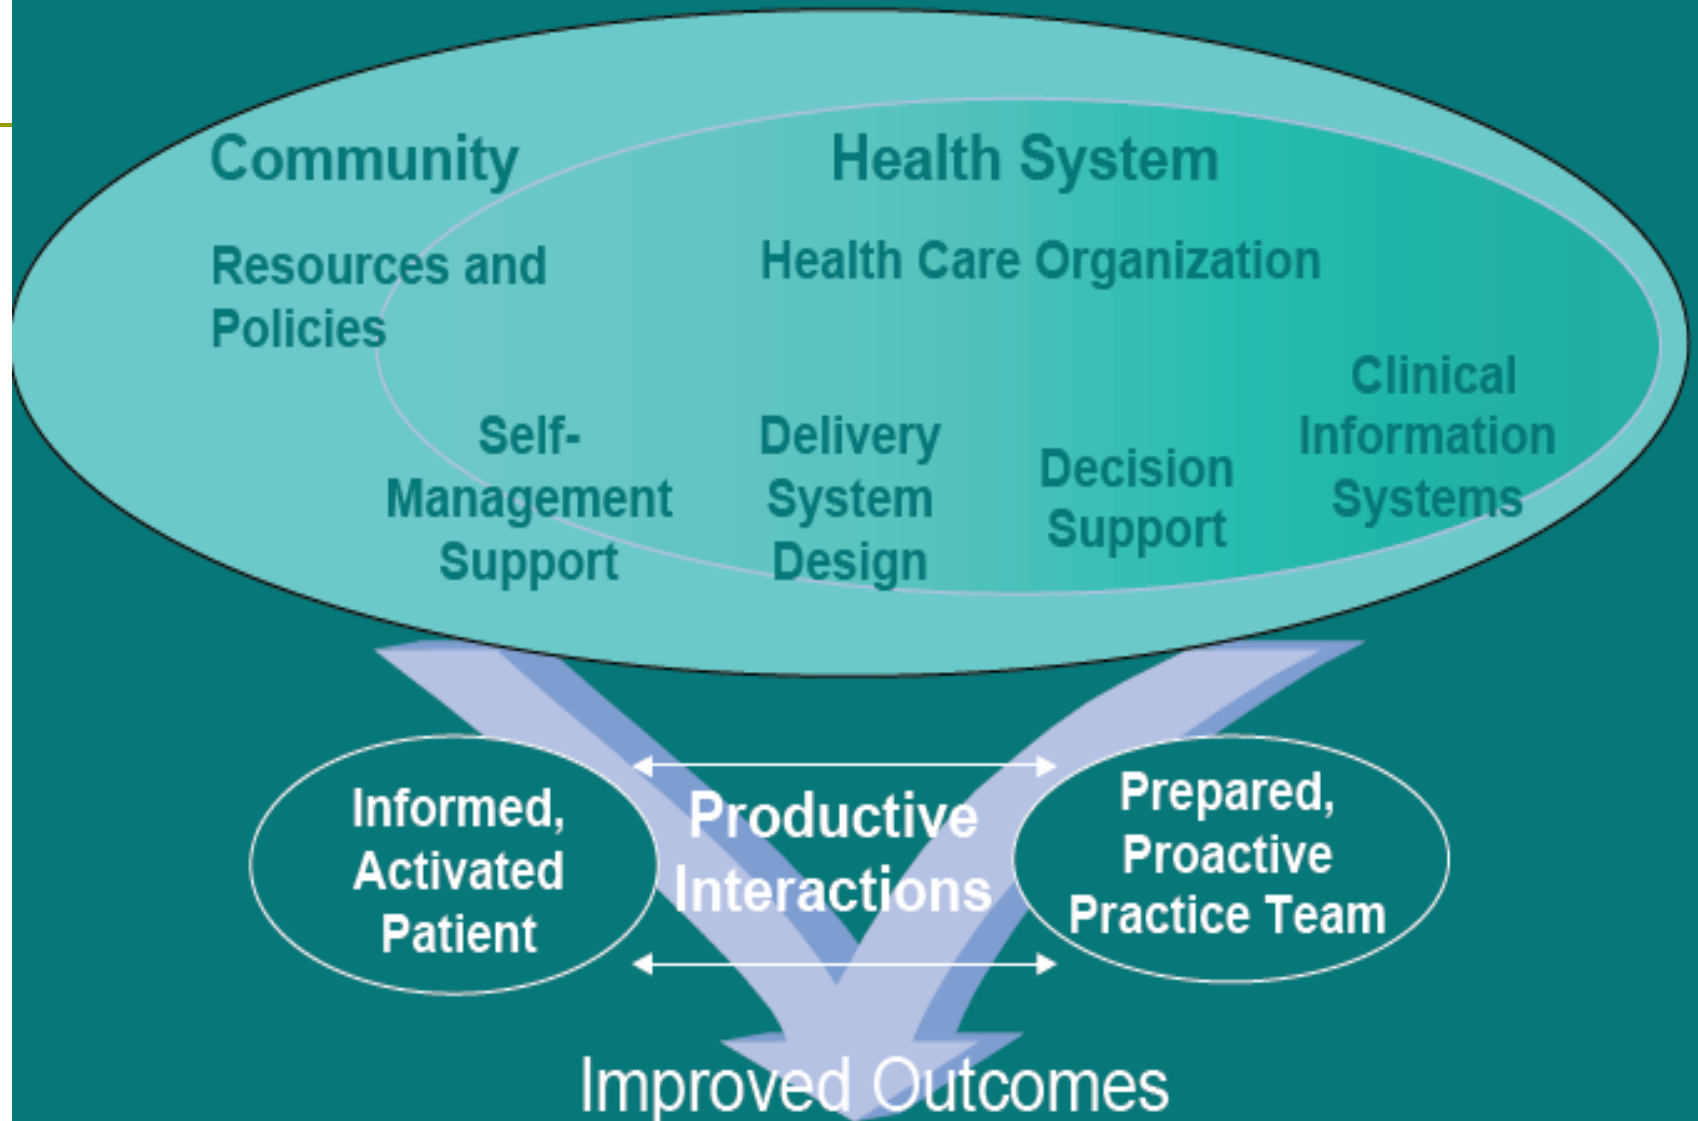 Community
Health System
Resources and
Policies
Health Care Organization
Self-
Management
Support
Delivery
System
Design
Decision
Support
Clinical
Information
Systems
Informed,
Activated
Patient
Productive
Interactions
Prepared,
Proactive
Practice Team
Improved Outcomes